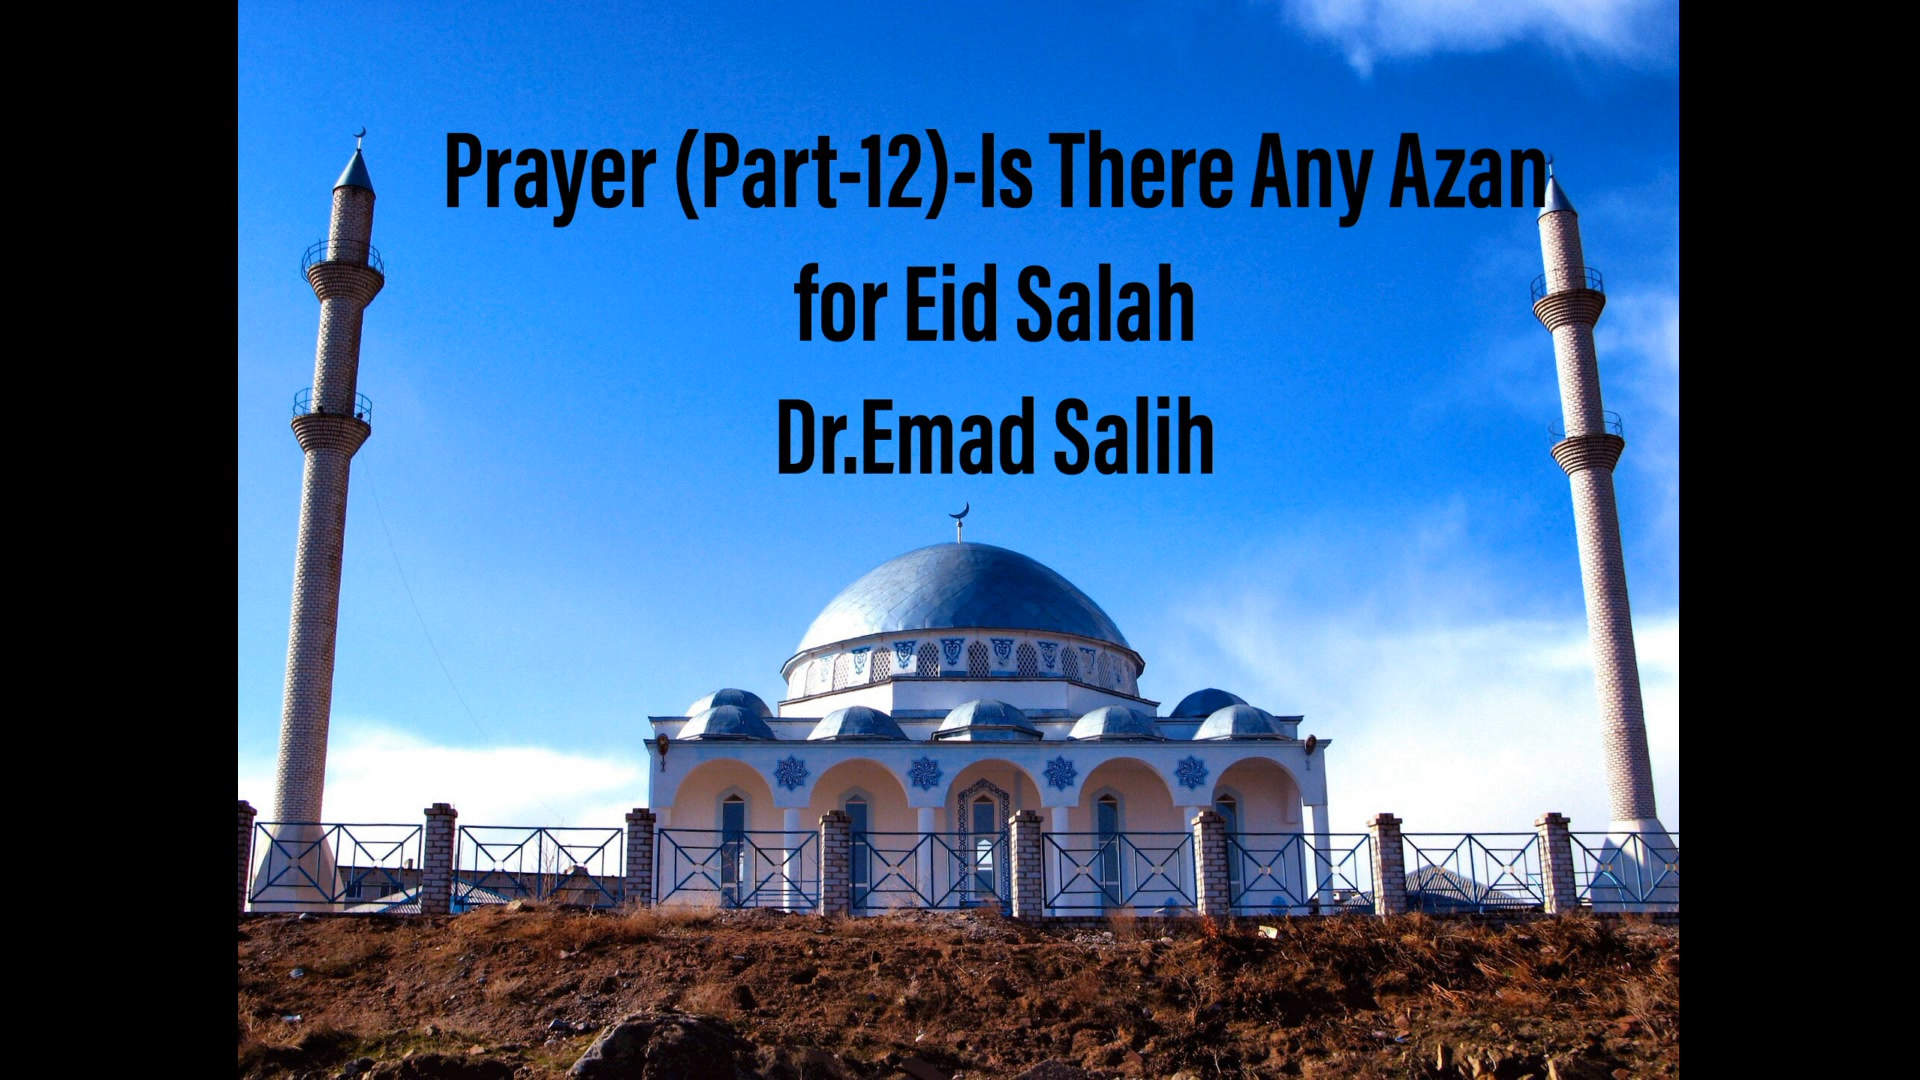 Prayer (Part-12)-Is There Any Azan
for Eid Salah
Dr.Emad Salih